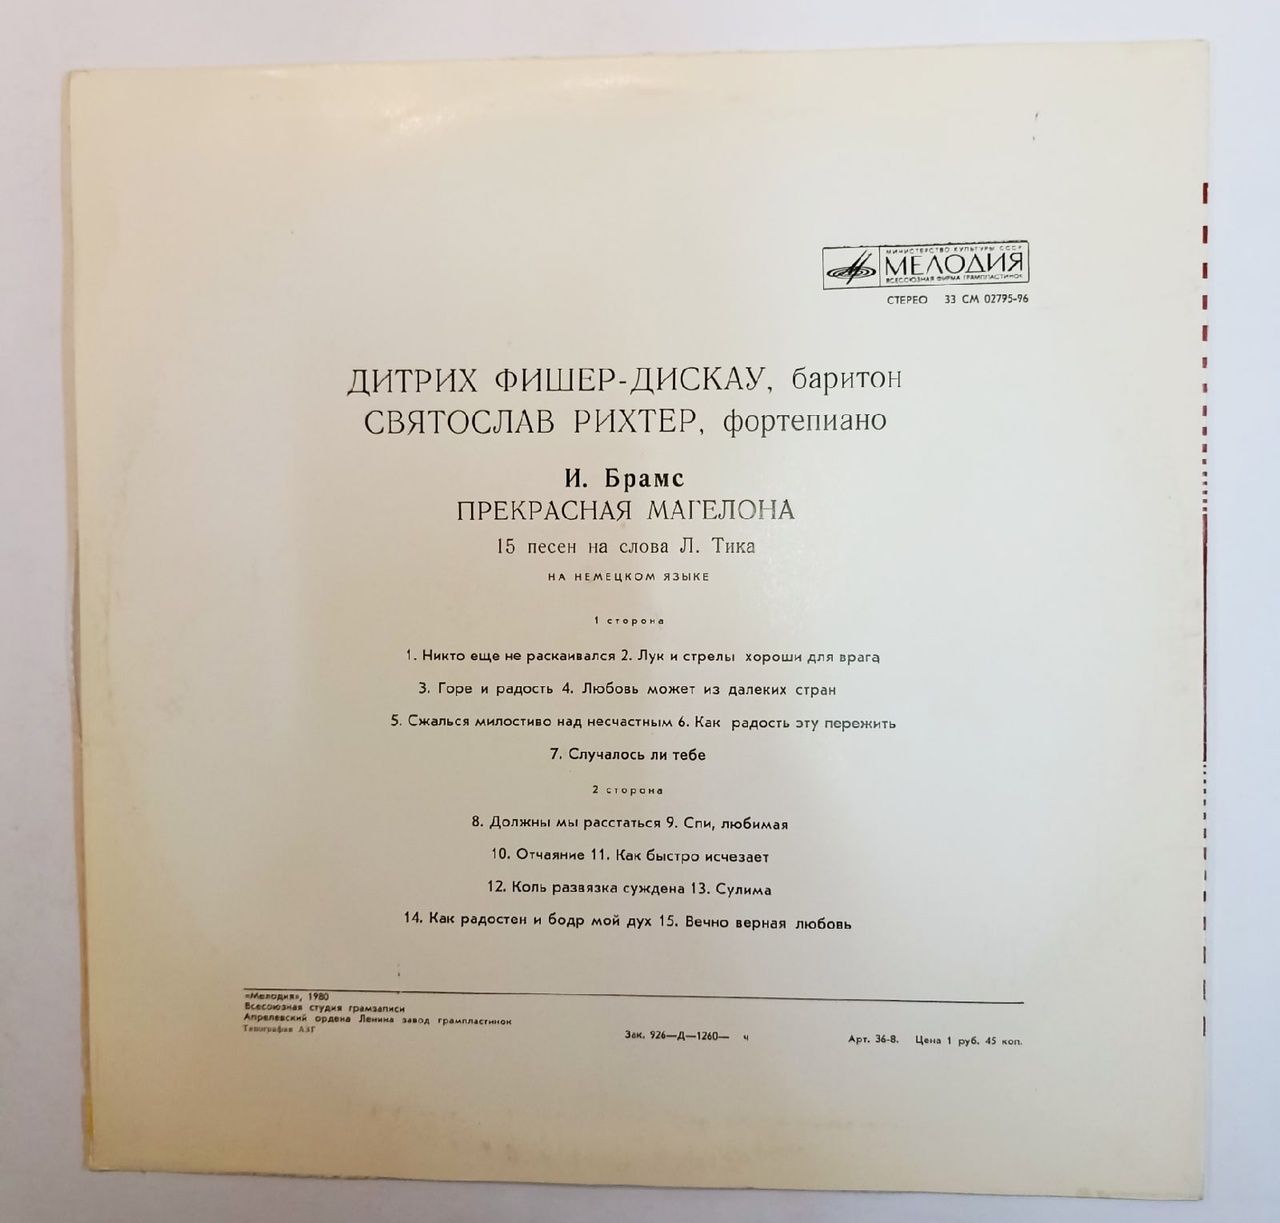 МИНИСТЕРСТВО КУЛЬТУРЫ СССР
МЕЛОДИЯ
ВСЕСОЮЗНАЯ ФИРМА ГРАМПЛАСТИНОК
СТЕРЕО 33 СМ 02795-96
ДИТРИХ ФИШЕР-ДИСКАУ, баритон
СВЯТОСЛАВ РИХТЕР, фортепиано
И. Брамс
ПРЕКРАСНАЯ МАГЕЛОНА
15 песен на слова Л. Тика
НА НЕМЕЦКОМ ЯЗЫКЕ
1 сторона
1. Никто еще не раскаивался 2. Лук и стрелы хороши для врага
3. Горе и радость 4. Любовь может из далеких стран
5. Сжалься милостиво над несчастным 6. Как радость эту пережить
7. Случалось ли тебе
2 сторона
8. Должны мы расстаться 9. Спи, любимая
10. Отчаяние 11. Как быстро исчезает
12. Коль развязка суждена 13. Сулима
14. Как радостен и бодр мой дух 15. Вечно верная любовь
«Мелодия», 1980
Всесоюзная студия грамзаписи
Апрелевский ордена Ленина завод грампластинок
Типография АЗГ
Зак. 926—Д—1260— ч
Арт. 36-8. Цена 1 руб. 45 коп.